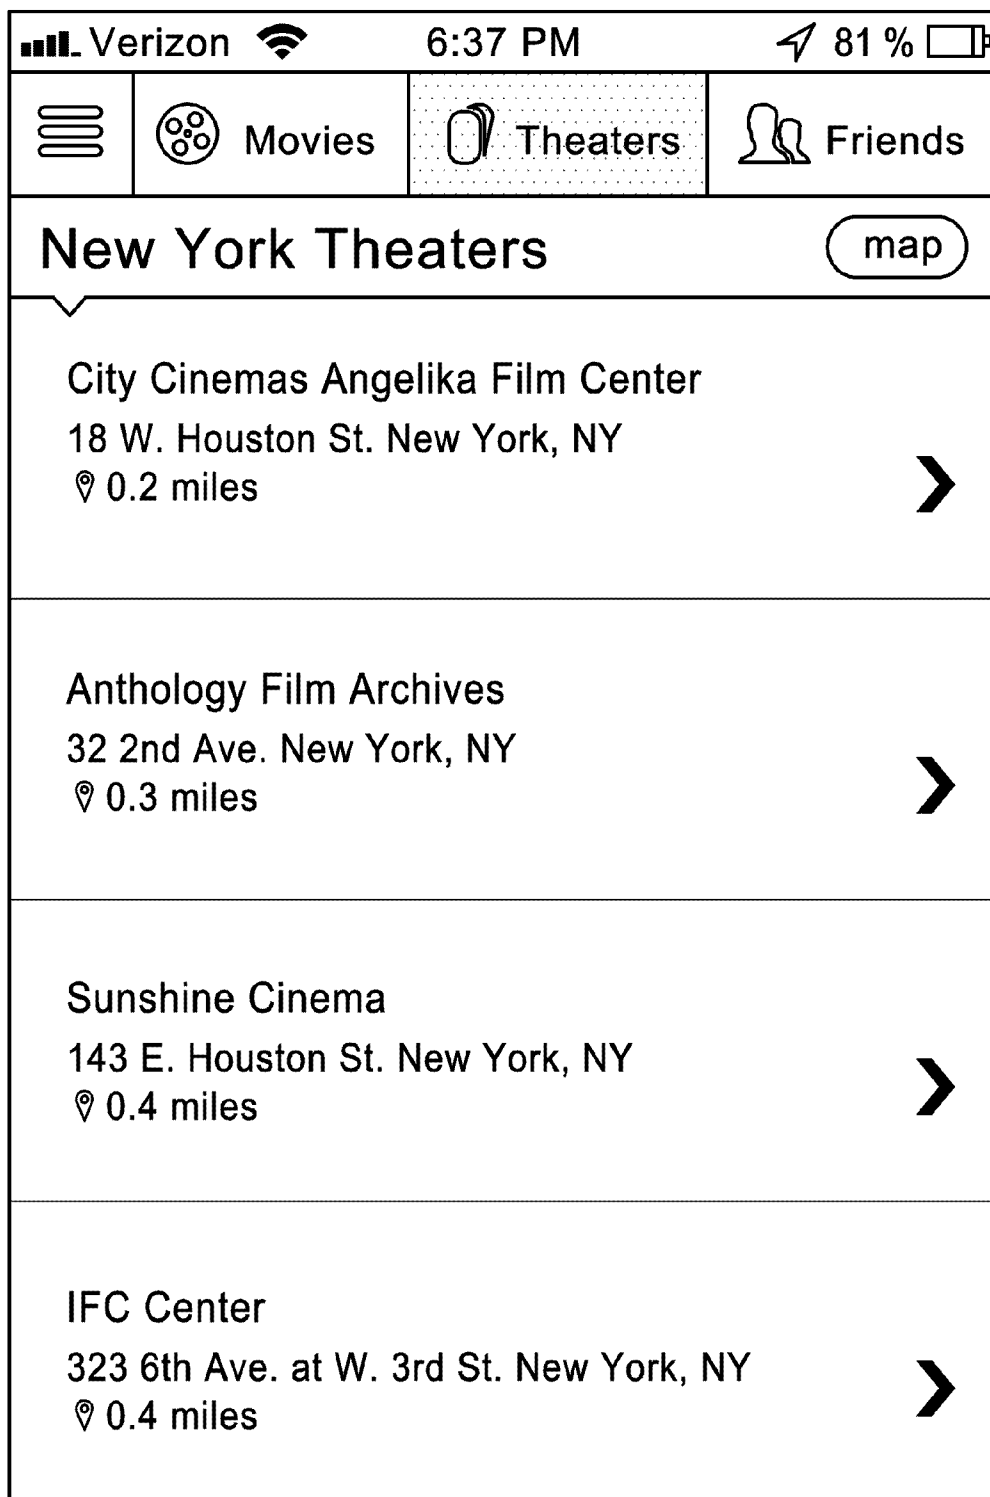 Verizon 6:37 PM 81 %
Movies Theaters Friends
New York Theaters map
City Cinemas Angelika Film Center
18 W. Houston St. New York, NY
0.2 miles
Anthology Film Archives
32 2nd Ave. New York, NY
0.3 miles
Sunshine Cinema
143 E. Houston St. New York, NY
0.4 miles
IFC Center
323 6th Ave. at W. 3rd St. New York, NY
0.4 miles